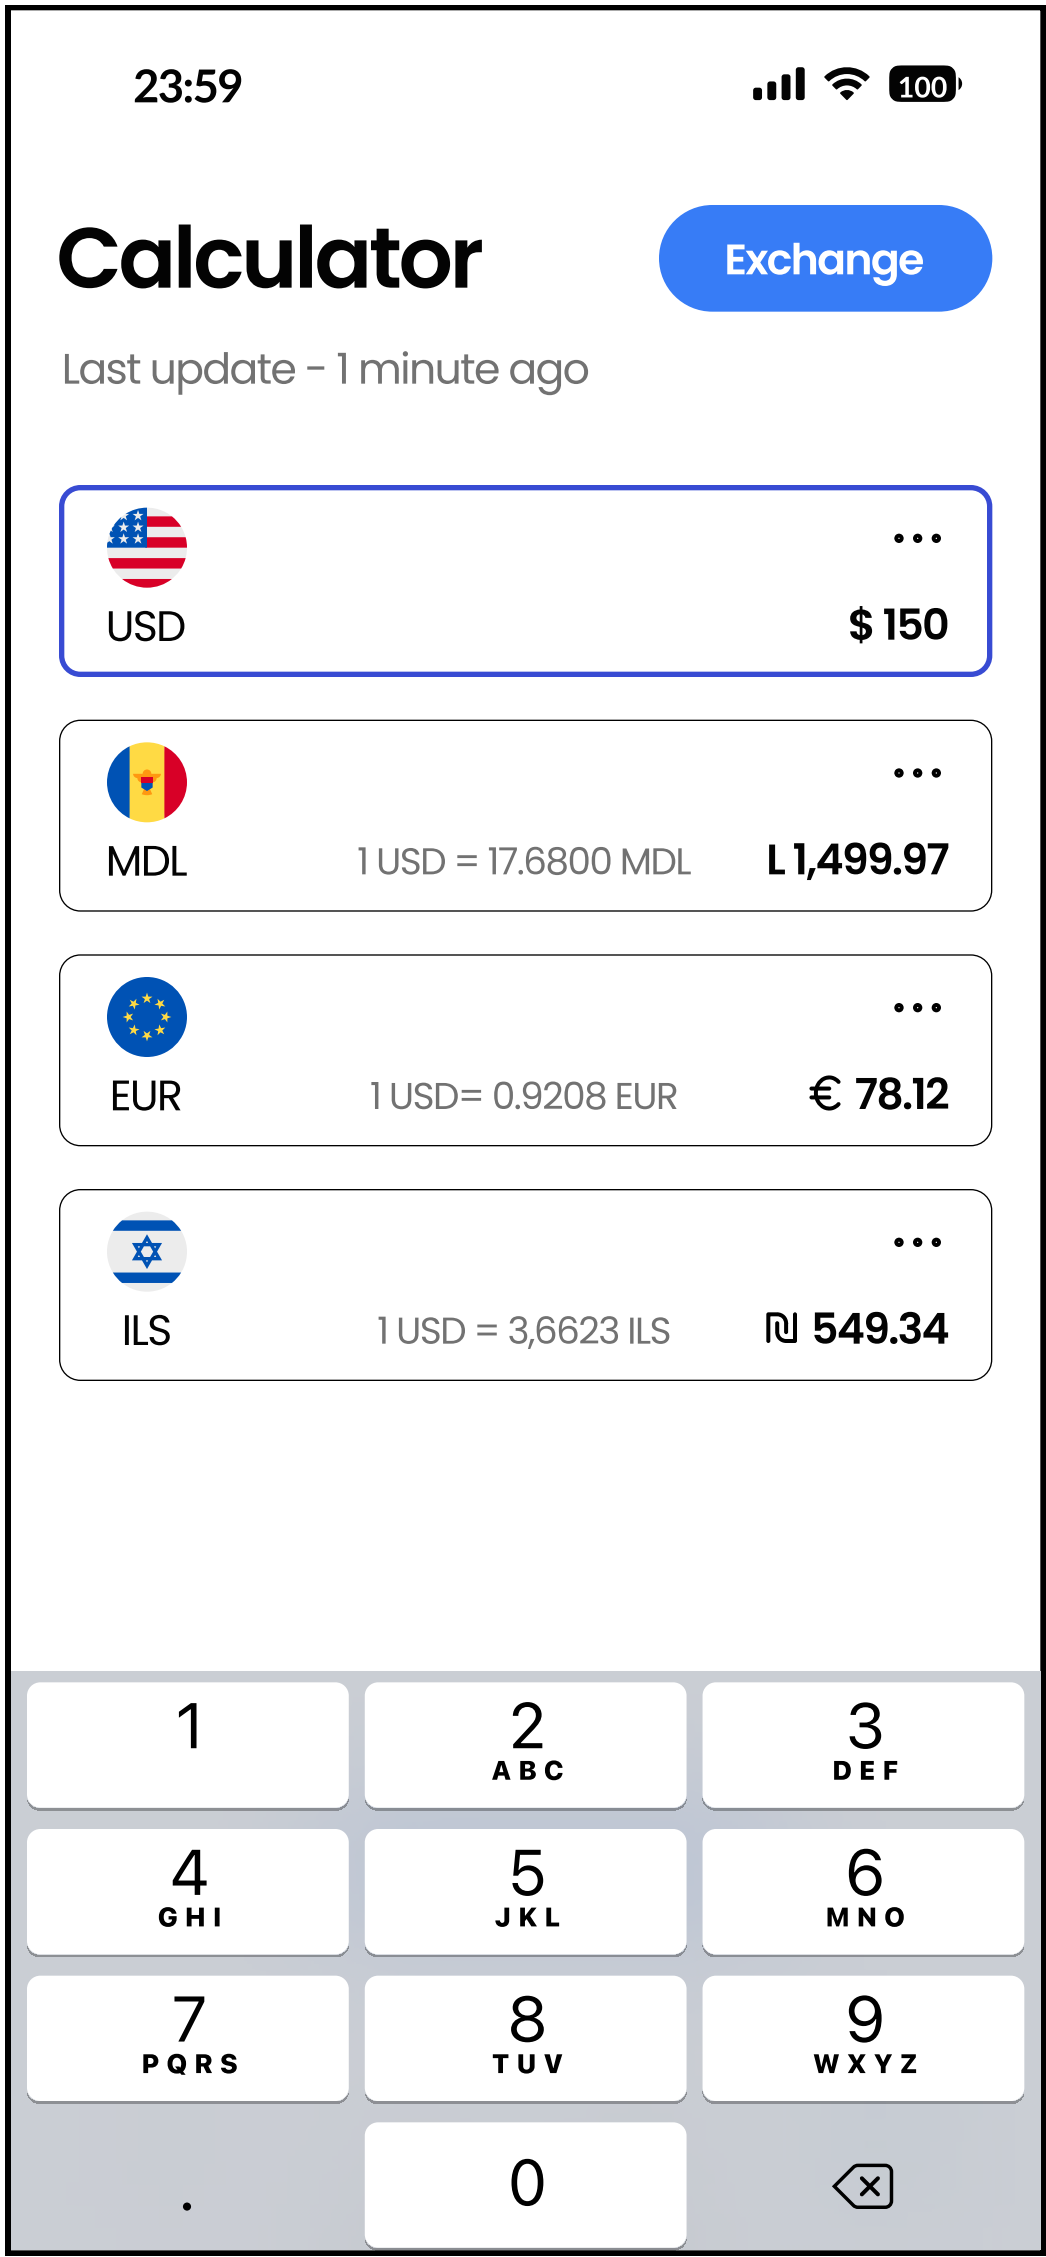 23:59
100
Calculator
Exchange
Last update - 1 minute ago
USD
$ 150
MDL
1 USD = 17.6800 MDL
L 1,499.97
EUR
1 USD= 0.9208 EUR
€ 78.12
ILS
1 USD = 3,6623 ILS
₪ 549.34
1
2
3
ABC
DEF
4
5
6
GHI
JKL
MNO
7
8
9
PQRS
TUV
WXYZ
.
0